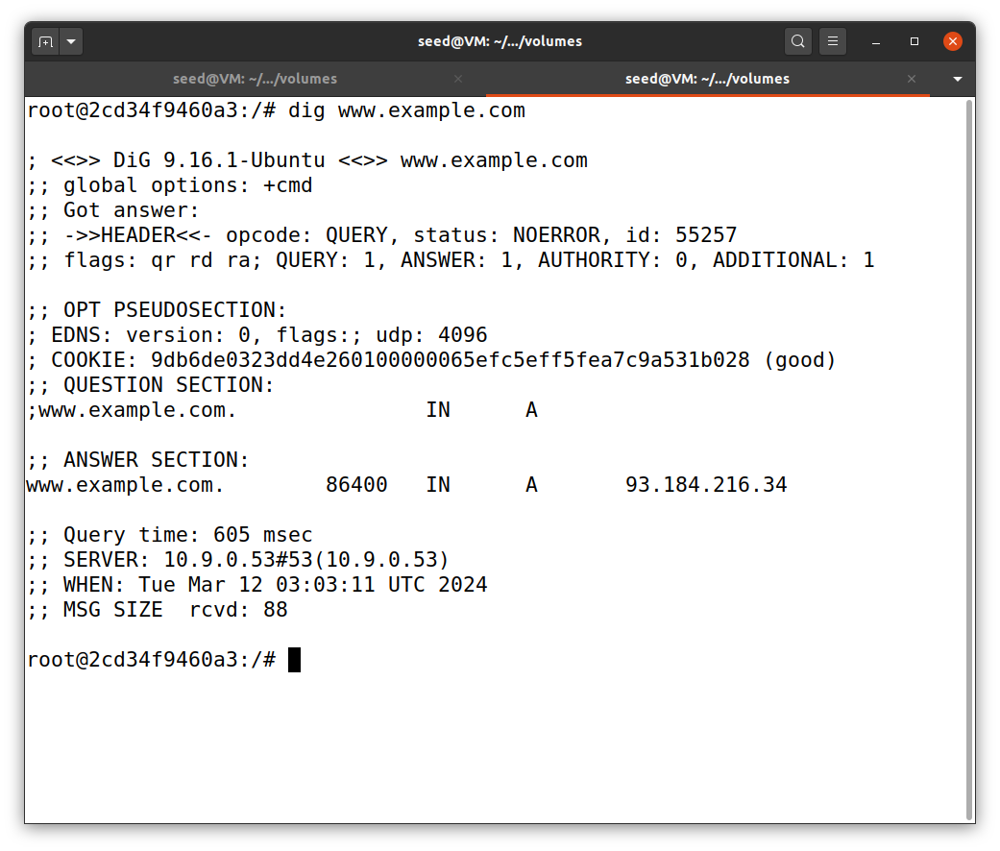 seed@VM: ~/.../volumes
seed@VM: ~/.../volumes
seed@VM: ~/.../volumes
root@2cd34f9460a3:/# dig www.example.com
; <<>> DiG 9.16.1-Ubuntu <<>> www.example.com
;; global options: +cmd
;; Got answer:
;; ->>HEADER<<- opcode: QUERY, status: NOERROR, id: 55257
;; flags: qr rd ra; QUERY: 1, ANSWER: 1, AUTHORITY: 0, ADDITIONAL: 1
;; OPT PSEUDOSECTION:
; EDNS: version: 0, flags:; udp: 4096
; COOKIE: 9db6de0323dd4e260100000065efc5eff5fea7c9a531b028 (good)
;; QUESTION SECTION:
;www.example.com. IN A
;; ANSWER SECTION:
www.example.com. 86400 IN A 93.184.216.34
;; Query time: 605 msec
;; SERVER: 10.9.0.53#53(10.9.0.53)
;; WHEN: Tue Mar 12 03:03:11 UTC 2024
;; MSG SIZE  rcvd: 88
root@2cd34f9460a3:/#